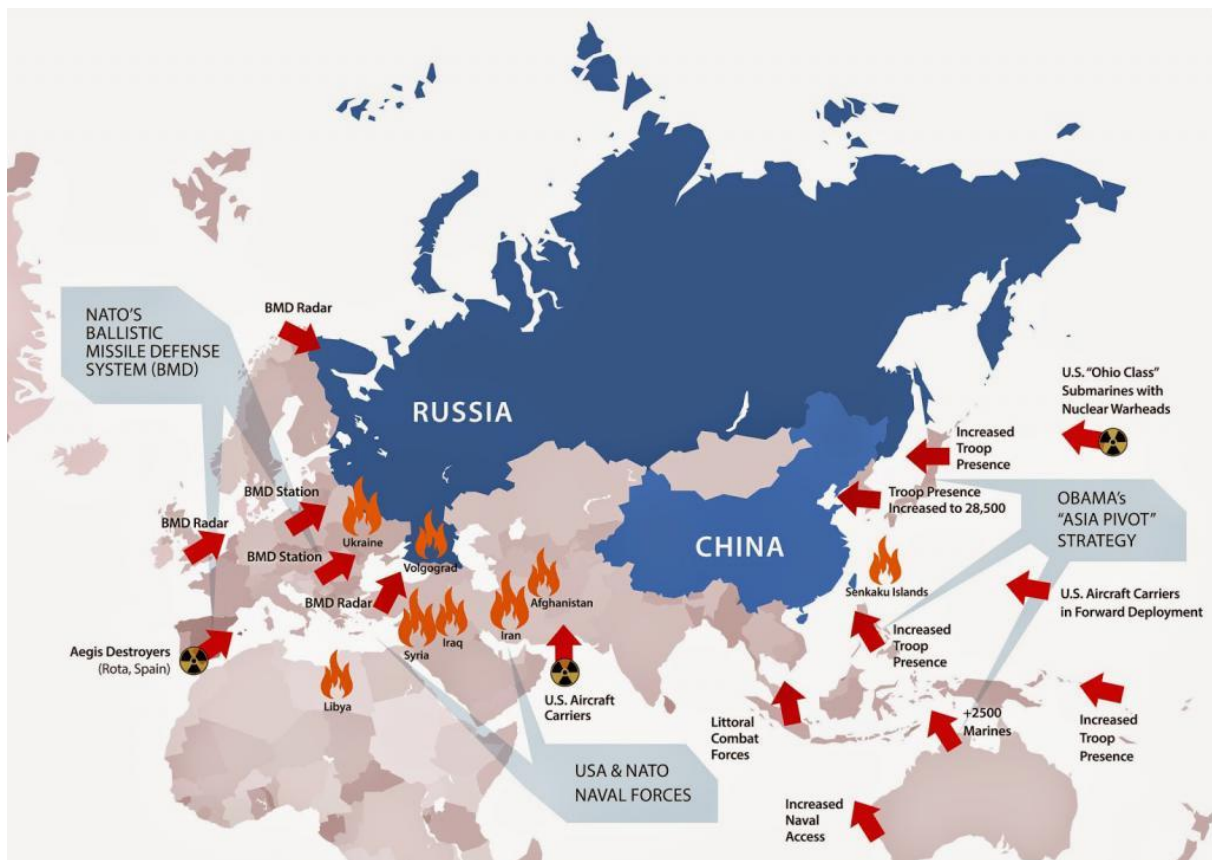 BMD Radar
NATO's
BALLISTIC
MISSILE DEFENSE
SYSTEM (BMD)
RUSSIA
U.S. "Ohio Class"
Submarines with
Nuclear Warheads
Increased
Troop
Presence
BMD Station
Troop Presence
Increased to 28,500
OBAMA's
"ASIA PIVOT"
STRATEGY
BMD Radar
Ukraine
CHINA
BMD Station
Volgograd
Senkaku Islands
BMD Radar
Afghanistan
U.S. Aircraft Carriers
in Forward Deployment
Iran
Iraq
Syria
Increased
Troop
Presence
Aegis Destroyers
(Rota, Spain)
Libya
U.S. Aircraft
Carriers
Littoral
Combat
Forces
+2500
Marines
Increased
Troop
Presence
USA & NATO
NAVAL FORCES
Increased
Naval
Access